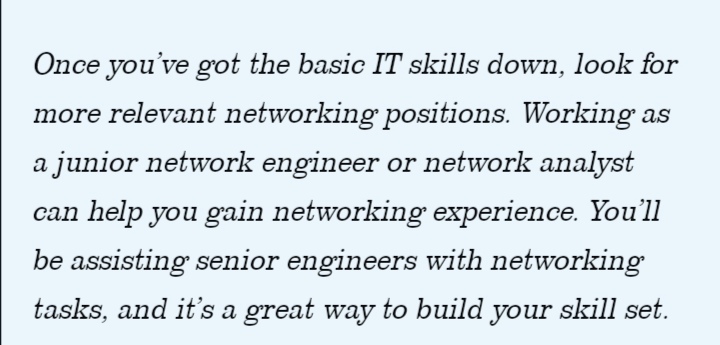 Once you’ve got the basic IT skills down, look for
more relevant networking positions. Working as
a junior network engineer or network analyst
can help you gain networking experience. You’ll
be assisting senior engineers with networking
tasks, and it’s a great way to build your skill set.